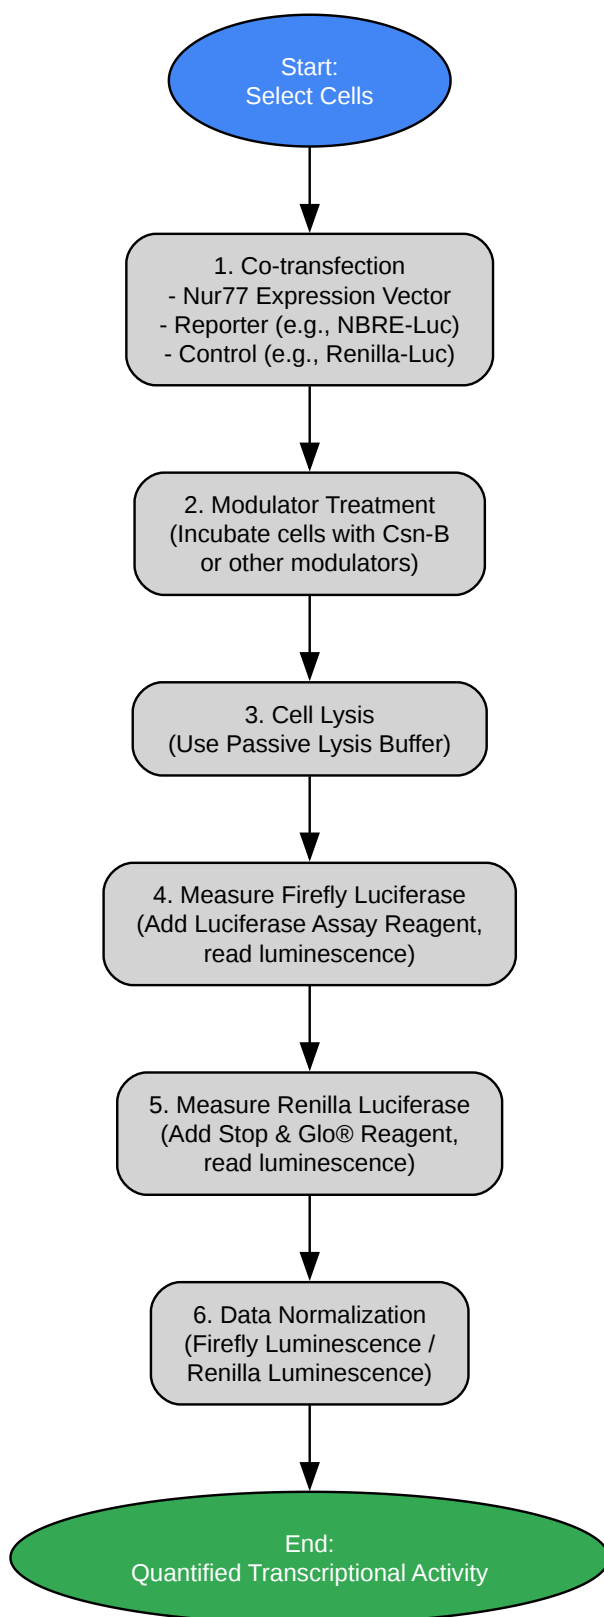 Start:
Select Cells
1. Co-transfection
- Nur77 Expression Vector
- Reporter (e.g., NBRE-Luc)
- Control (e.g., Renilla-Luc)
2. Modulator Treatment
(Incubate cells with Csn-B
or other modulators)
3. Cell Lysis
(Use Passive Lysis Buffer)
4. Measure Firefly Luciferase
(Add Luciferase Assay Reagent,
read luminescence)
5. Measure Renilla Luciferase
(Add Stop & Glo® Reagent,
read luminescence)
6. Data Normalization
(Firefly Luminescence /
Renilla Luminescence)
End:
Quantified Transcriptional Activity